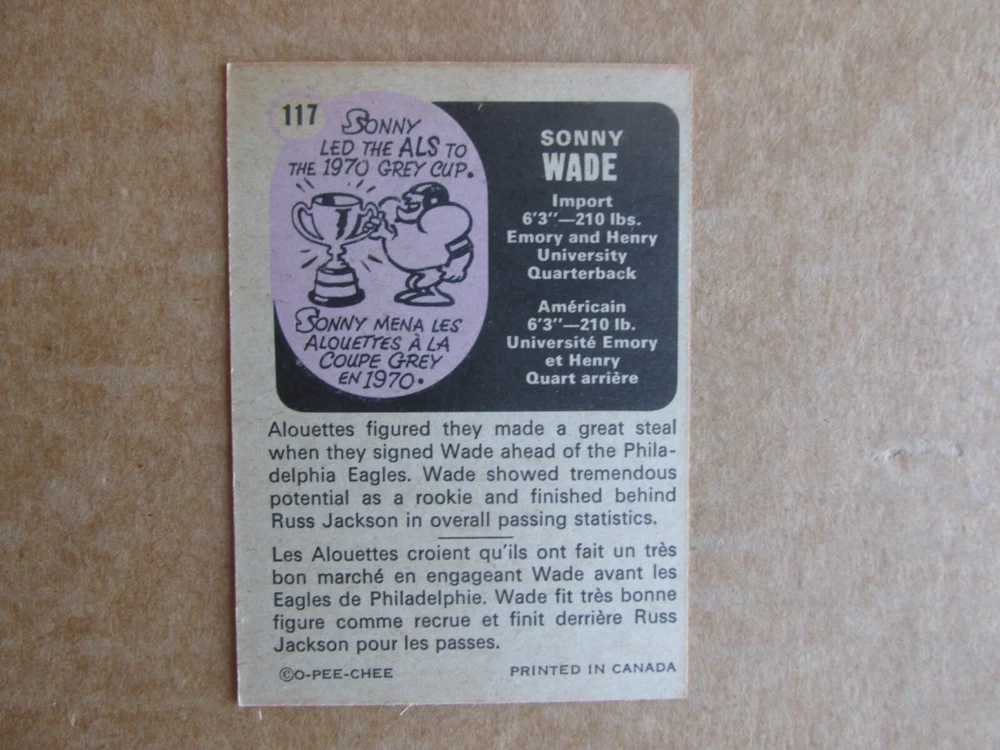 117
SONNY
LED THE ALS TO
THE 1970 GREY CUP.
SONNY MENA LES
ALOUETTES À LA
COUPE GREY
EN 1970.
SONNY
WADE
Import
6'3"—210 lbs.
Emory and Henry
University
Quarterback
Américain
6'3"—210 lb.
Université Emory
et Henry
Quart arrière
Alouettes figured they made a great steal
when they signed Wade ahead of the Phila-
delphia Eagles. Wade showed tremendous
potential as a rookie and finished behind
Russ Jackson in overall passing statistics.
Les Alouettes croient qu'ils ont fait un très
bon marché en engageant Wade avant les
Eagles de Philadelphie. Wade fit très bonne
figure comme recrue et finit derrière Russ
Jackson pour les passes.
©O-PEE-CHEE
PRINTED IN CANADA